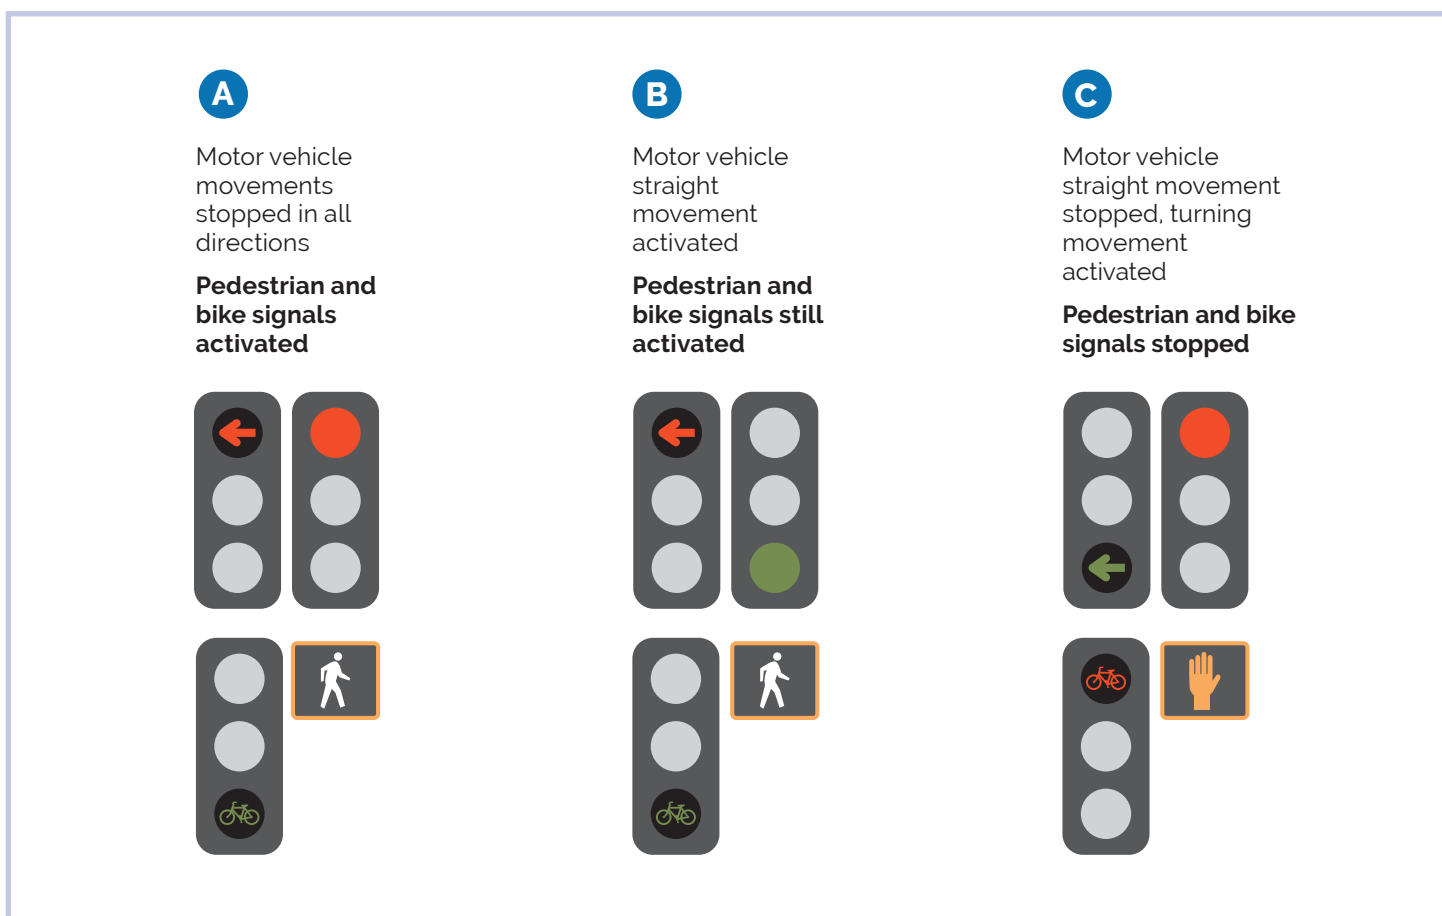 A
Motor vehicle
movements
stopped in all
directions
Pedestrian and
bike signals
activated
B
Motor vehicle
straight
movement
activated
Pedestrian and
bike signals still
activated
C
Motor vehicle
straight movement
stopped, turning
movement
activated
Pedestrian and bike
signals stopped